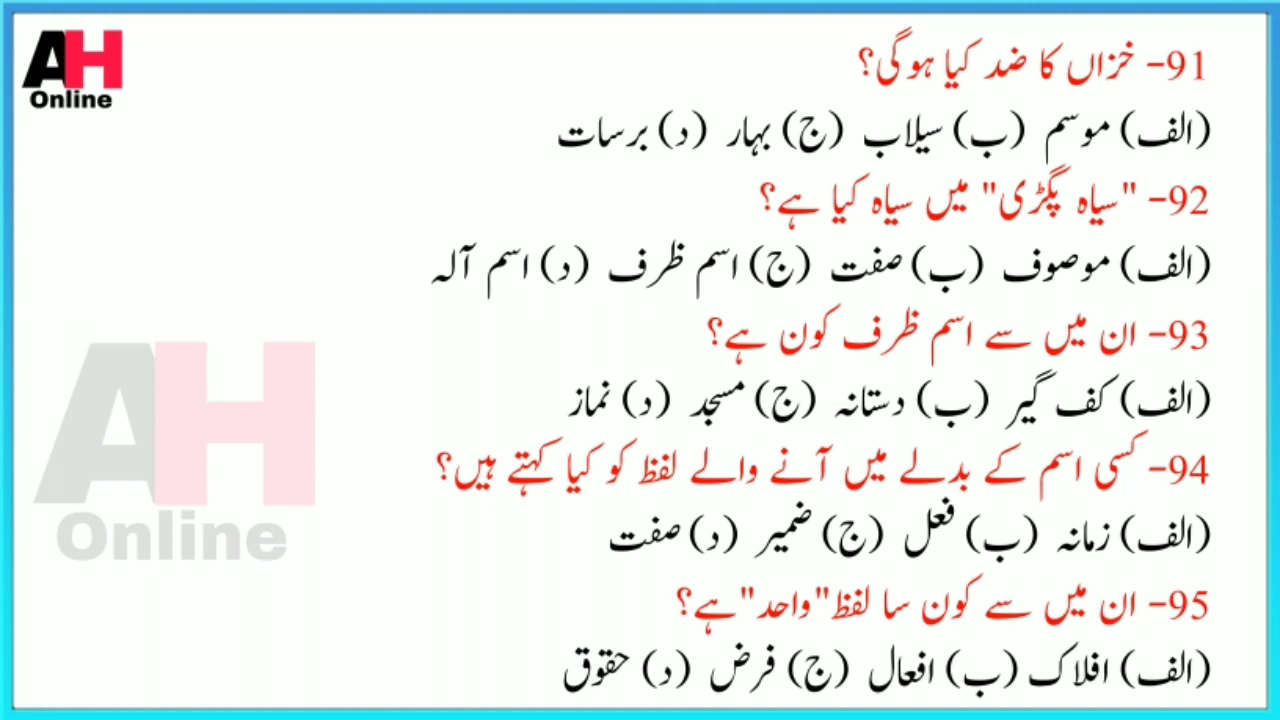 AH
Online
91- خزاں کا ضد کیا ہوگی؟
(الف) موسم (ب) سیلاب (ج) بہار (د) برسات
92- "سیاہ پگڑی" میں سیاہ کیا ہے؟
(الف) موصوف (ب) صفت (ج) اسم ظرف (د) اسم آلہ
93- ان میں سے اسم ظرف کون ہے؟
(الف) کف گیر (ب) دستانہ (ج) مسجد (د) نماز
94- کسی اسم کے بدلے میں آنے والے لفظ کو کیا کہتے ہیں؟
(الف) زمانہ (ب) فعل (ج) ضمیر (د) صفت
95- ان میں سے کون سا لفظ"واحد"ہے؟
(الف) افلاک (ب) افعال (ج) فرض (د) حقوق
AH
Online